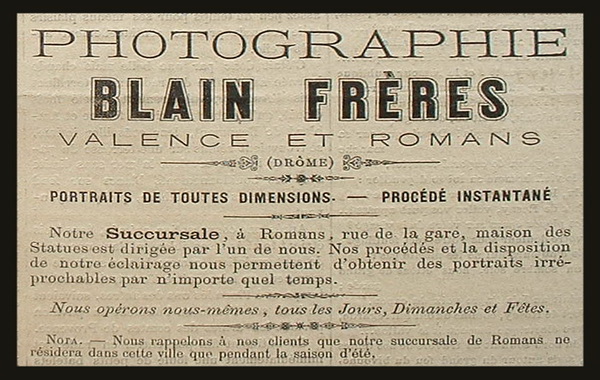 PHOTOGRAPHIE
BLAIN FRÈRES
VALENCE ET ROMANS
(DRÔME)
PORTRAITS DE TOUTES DIMENSIONS. — PROCÉDÉ INSTANTANÉ
Notre Succursale, à Romans, rue de la gare, maison des
Statues est dirigée par l'un de nous. Nos procédés et la disposition
de notre éclairage nous permettent d'obtenir des portraits irré-
prochables par n'importe quel temps.
Nous opérons nous-mêmes, tous les Jours, Dimanches et Fêtes.
NOTA. — Nous rappelons à nos clients que notre succursale de Romans ne
résidera dans cette ville que pendant la saison d'été.